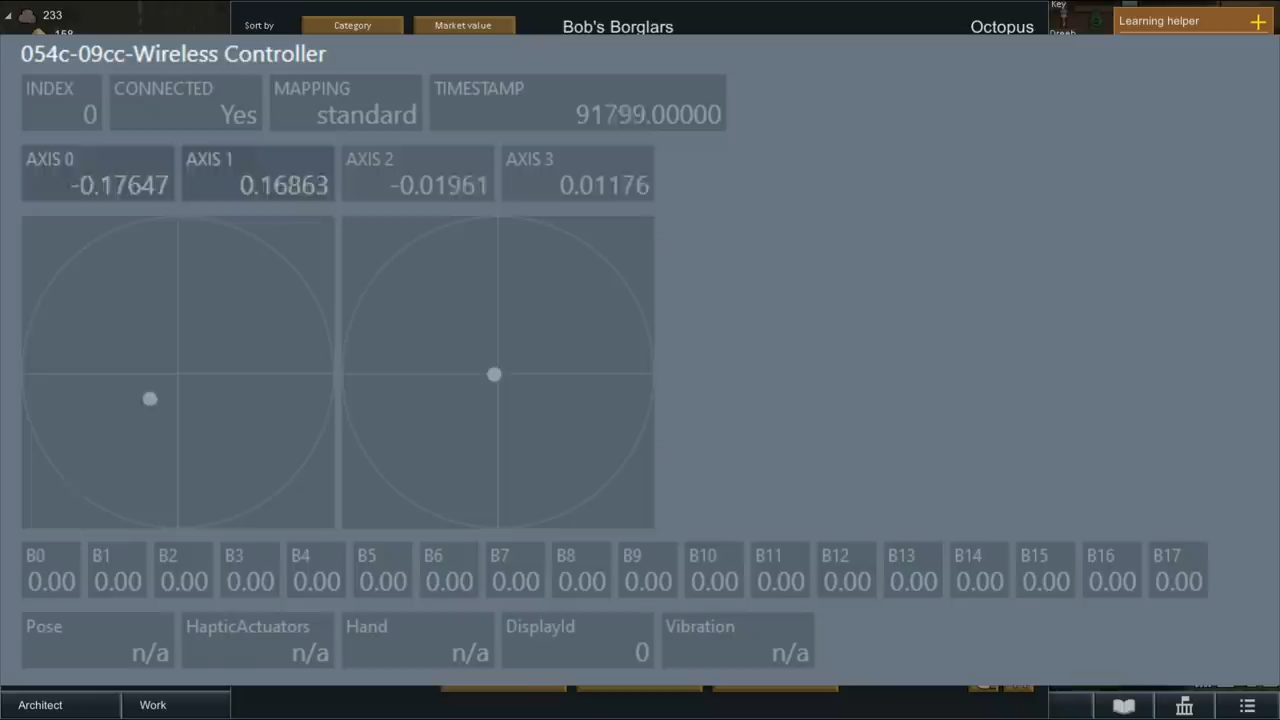 233
158
Sort by
Category
Market value
Bob's Borglars
Octopus
Key
Learning helper
054c-09cc-Wireless Controller
INDEX
0
CONNECTED
Yes
MAPPING
standard
TIMESTAMP
91799.00000
AXIS 0
-0.17647
AXIS 1
0.16863
AXIS 2
-0.01961
AXIS 3
0.01176
B0 B1 B2 B3 B4 B5 B6 B7 B8 B9 B10 B11 B12 B13 B14 B15 B16 B17
0.00 0.00 0.00 0.00 0.00 0.00 0.00 0.00 0.00 0.00 0.00 0.00 0.00 0.00 0.00 0.00 0.00 0.00
Pose
n/a
HapticActuators
n/a
Hand
n/a
DisplayId
0
Vibration
n/a
Architect
Work